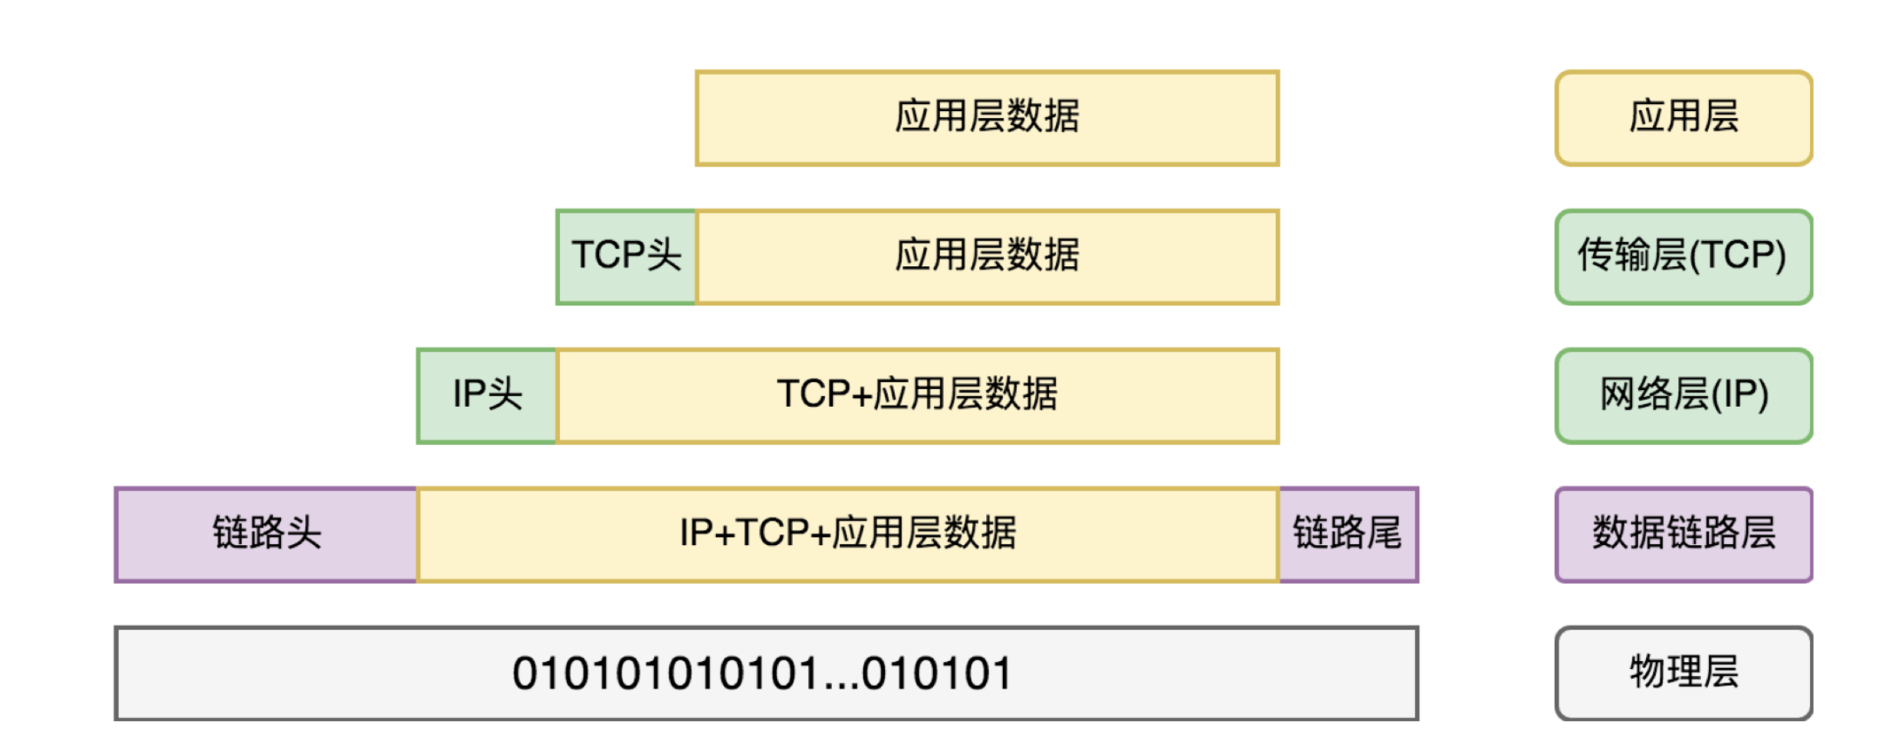 应用层数据
应用层
TCP头
应用层数据
传输层(TCP)
IP头
TCP+应用层数据
网络层(IP)
链路头
IP+TCP+应用层数据
链路尾
数据链路层
010101010101...010101
物理层